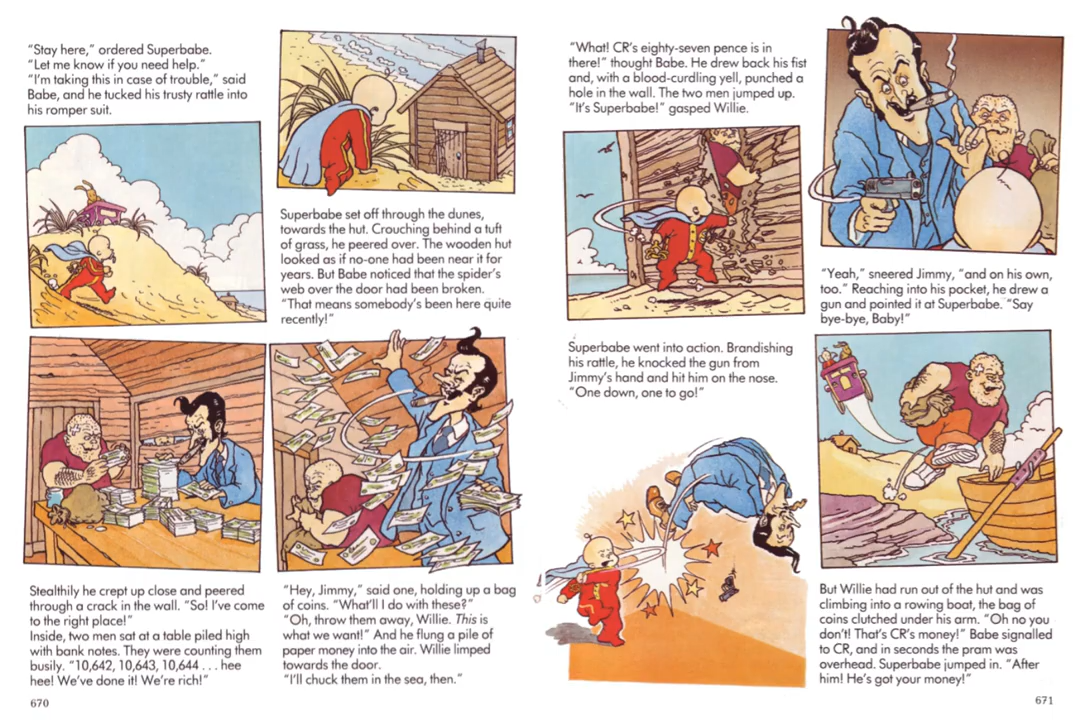 "Stay here," ordered Superbabe.
"Let me know if you need help."
"I'm taking this in case of trouble," said
Babe, and he tucked his trusty rattle into
his romper suit.
Superbabe set off through the dunes,
towards the hut. Crouching behind a tuft
of grass, he peered over. The wooden hut
looked as if no-one had been near it for
years. But Babe noticed that the spider's
web over the door had been broken.
"That means somebody's been here quite
recently!"
Stealthily he crept up close and peered
through a crack in the wall. "So! I've come
to the right place!"
Inside, two men sat at a table piled high
with bank notes. They were counting them
busily. "10,642, 10,643, 10,644 . . . hee
hee! We've done it! We're rich!"
"Hey, Jimmy," said one, holding up a bag
of coins. "What'll I do with these?"
"Oh, throw them away, Willie. This is
what we want!" And he flung a pile of
paper money into the air. Willie limped
towards the door.
"I'll chuck them in the sea, then."
670
"What! CR's eighty-seven pence is in
there!" thought Babe. He drew back his fist
and, with a blood-curdling yell, punched a
hole in the wall. The two men jumped up.
"It's Superbabe!" gasped Willie.
"Yeah," sneered Jimmy, "and on his own,
too." Reaching into his pocket, he drew a
gun and pointed it at Superbabe. "Say
bye-bye, Baby!"
Superbabe went into action. Brandishing
his rattle, he knocked the gun from
Jimmy's hand and hit him on the nose.
"One down, one to go!"
But Willie had run out of the hut and was
climbing into a rowing boat, the bag of
coins clutched under his arm. "Oh no you
don't! That's CR's money!" Babe signalled
to CR, and in seconds the pram was
overhead. Superbabe jumped in. "After
him! He's got your money!"
671